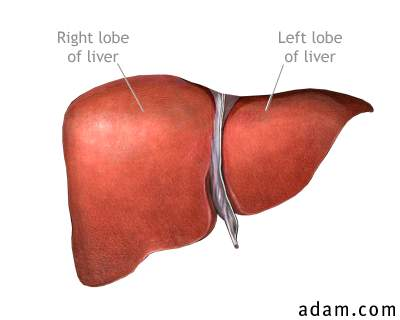 Right lobe
of liver
Left lobe
of liver
adam.com